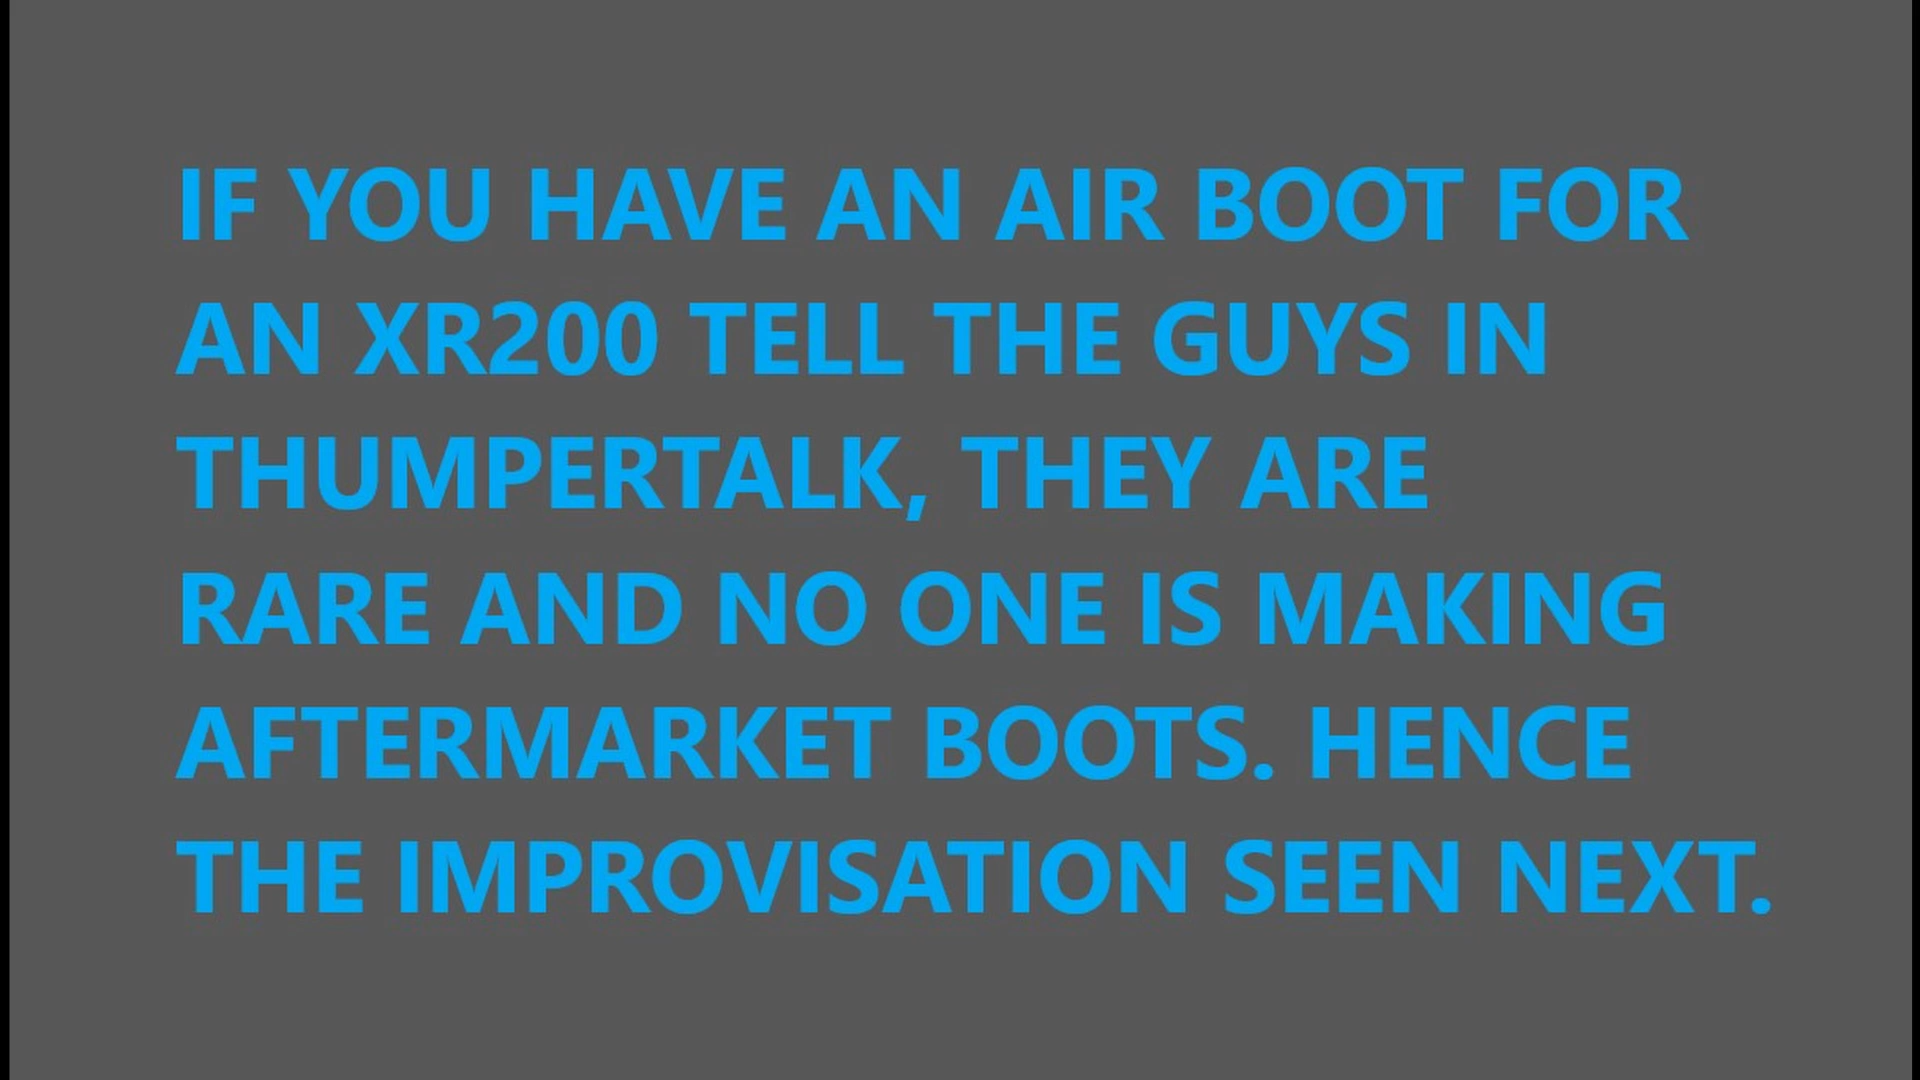 IF YOU HAVE AN AIR BOOT FOR
AN XR200 TELL THE GUYS IN
THUMPERTALK, THEY ARE
RARE AND NO ONE IS MAKING
AFTERMARKET BOOTS. HENCE
THE IMPROVISATION SEEN NEXT.